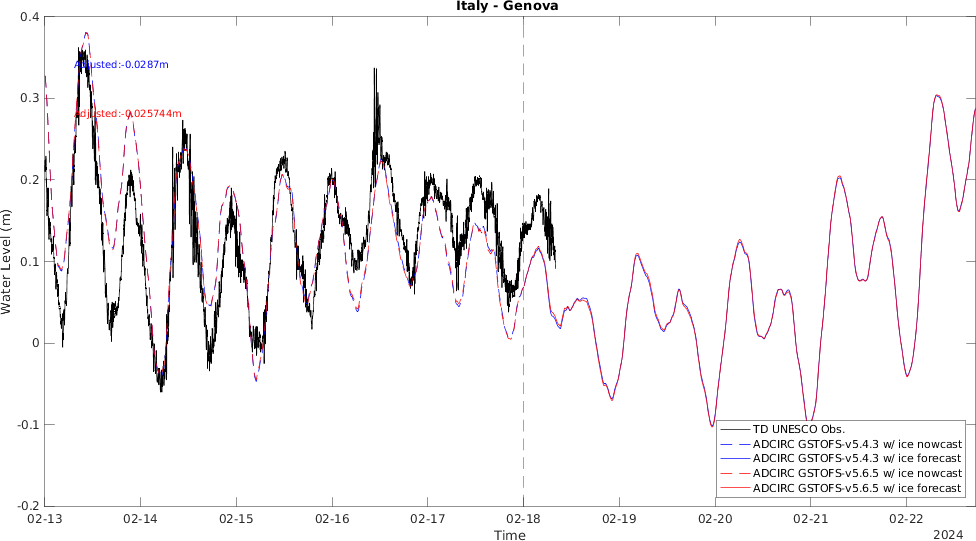 Italy - Genova
0.4
0.3
0.2
0.1
0
-0.1
-0.2
Water Level (m)
Adjusted:-0.0287m
Adjusted:-0.025744m
TD UNESCO Obs.
ADCIRC GSTOFS-v5.4.3 w/ ice nowcast
ADCIRC GSTOFS-v5.4.3 w/ ice forecast
ADCIRC GSTOFS-v5.6.5 w/ ice nowcast
ADCIRC GSTOFS-v5.6.5 w/ ice forecast
02-13 02-14 02-15 02-16 02-17 02-18 02-19 02-20 02-21 02-22
Time
2024